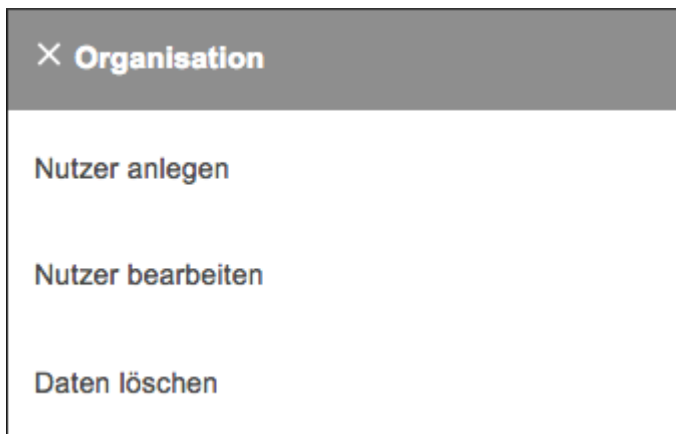 Organisation
Nutzer anlegen
Nutzer bearbeiten
Daten löschen